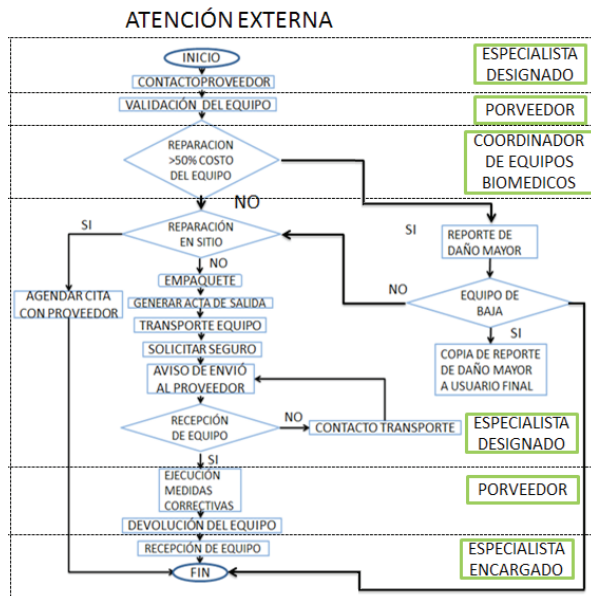 ATENCIÓN EXTERNA
INICIO
ESPECIALISTA
DESIGNADO
CONTACTOPROVEEDOR
VALIDACIÓN DEL EQUIPO
PORVEEDOR
REPARACION
>50% COSTO
DEL EQUIPO
COORDINADOR
DE EQUIPOS
BIOMEDICOS
NO
SI
REPARACIÓN
EN SITIO
SI
REPORTE DE
DAÑO MAYOR
NO
EMPAQUETE
AGENDAR CITA
CON PROVEEDOR
GENERAR ACTA DE SALIDA
NO
EQUIPO DE
BAJA
TRANSPORTE EQUIPO
SI
SOLICITAR SEGURO
COPIA DE REPORTE
DE DAÑO MAYOR
A USUARIO FINAL
AVISO DE ENVIÓ
AL PROVEEDOR
RECEPCIÓN
DE EQUIPO
NO
CONTACTO TRANSPORTE
ESPECIALISTA
DESIGNADO
SI
EJECUCIÓN
MEDIDAS
CORRECTIVAS
PORVEEDOR
DEVOLUCIÓN DEL EQUIPO
RECEPCIÓN DE EQUIPO
ESPECIALISTA
ENCARGADO
FIN